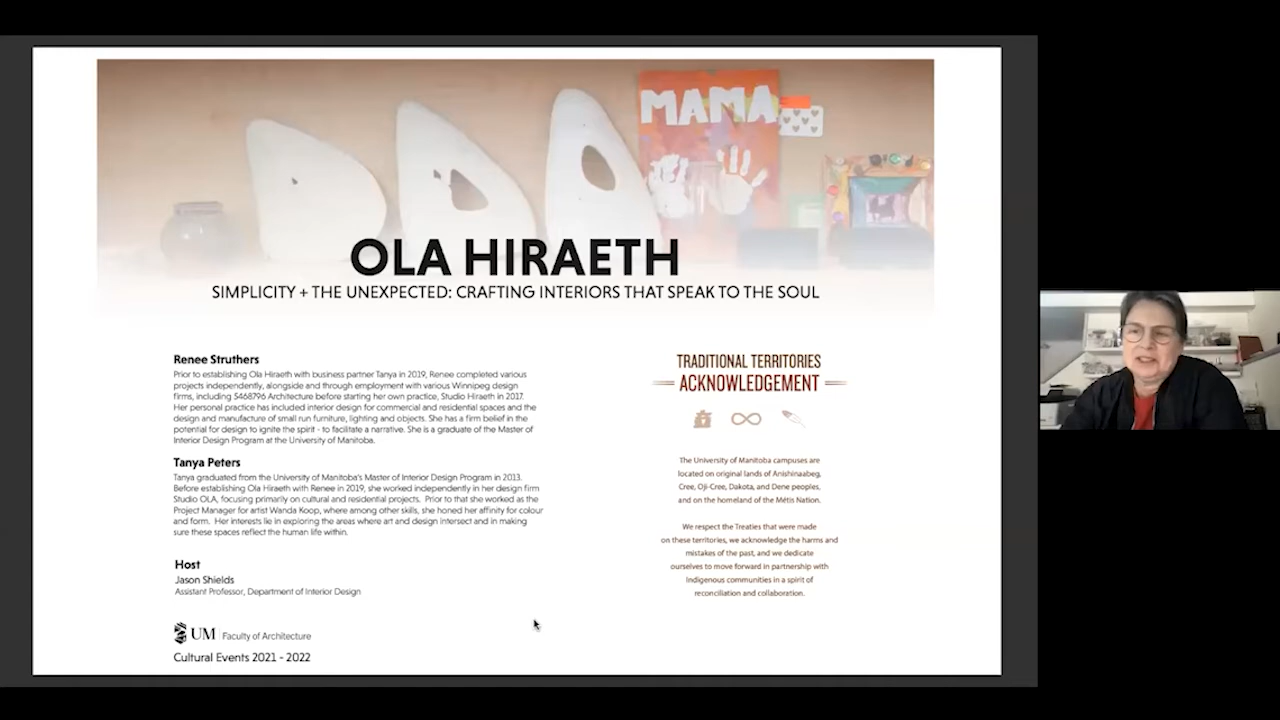 MAMA
OLA HIRAETH
SIMPLICITY + THE UNEXPECTED: CRAFTING INTERIORS THAT SPEAK TO THE SOUL
Renee Struthers
Prior to establishing Ola Hiraeth with business partner Tanya in 2019, Renee completed various
projects independently, alongside and through employment with various Winnipeg design
firms, including 5468796 Architecture before starting her own practice, Studio Hiraeth in 2017.
Her personal practice has included interior design for commercial and residential spaces and the
design and manufacture of small run furniture, lighting and objects. She has a firm belief in the
potential for design to ignite the spirit - to facilitate a narrative. She is a graduate of the Master of
Interior Design Program at the University of Manitoba.
Tanya Peters
Tanya graduated from the University of Manitoba's Master of Interior Design Program in 2013.
Before establishing Ola Hiraeth with Renee in 2019, she worked independently in her design firm
Studio OLA, focusing primarily on cultural and residential projects. Prior to that she worked as the
Project Manager for artist Wanda Koop, where among other skills, she honed her affinity for colour
and form. Her interests lie in exploring the areas where art and design intersect and in making
sure these spaces reflect the human life within.
Host
Jason Shields
Assistant Professor, Department of Interior Design
UM Faculty of Architecture
Cultural Events 2021 - 2022
TRADITIONAL TERRITORIES
ACKNOWLEDGEMENT
The University of Manitoba campuses are
located on original lands of Anishinaabeg,
Cree, Oji-Cree, Dakota, and Dene peoples,
and on the homeland of the Métis Nation.
We respect the Treaties that were made
on these territories, we acknowledge the harms and
mistakes of the past, and we dedicate
ourselves to move forward in partnership with
Indigenous communities in a spirit of
reconciliation and collaboration.